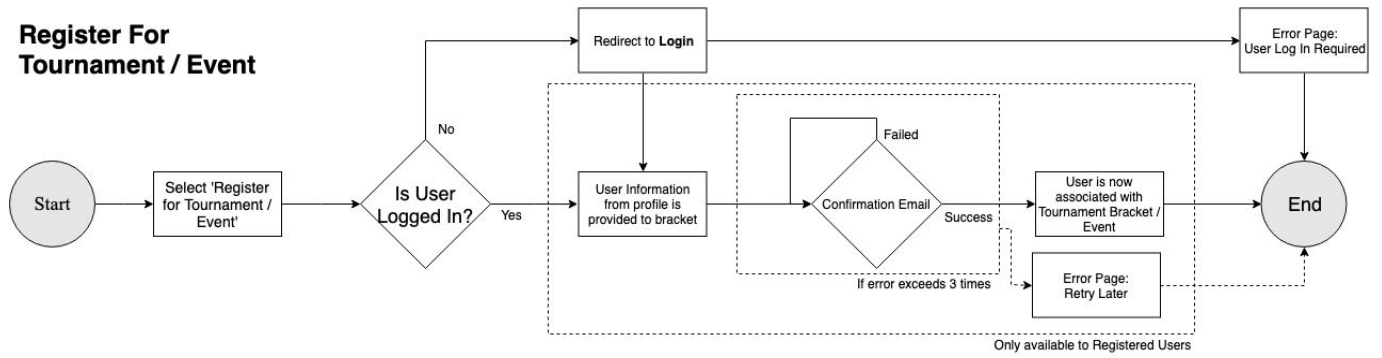 Register For
Tournament / Event
Start
Select 'Register
for Tournament /
Event'
Is User
Logged In?
No
Yes
Redirect to Login
User Information
from profile is
provided to bracket
Confirmation Email
Failed
Success
If error exceeds 3 times
User is now
associated with
Tournament Bracket /
Event
Error Page:
Retry Later
Only available to Registered Users
Error Page:
User Log In Required
End